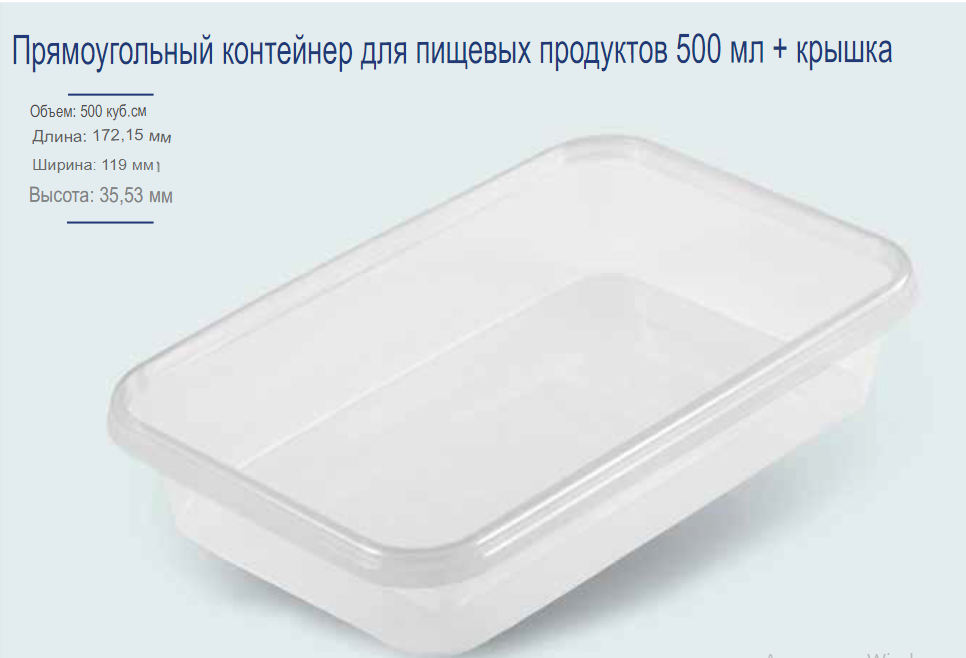 Прямоугольный контейнер для пищевых продуктов 500 мл + крышка
Объем: 500 куб.см
Длина: 172,15 мм
Ширина: 119 мм
Высота: 35,53 мм